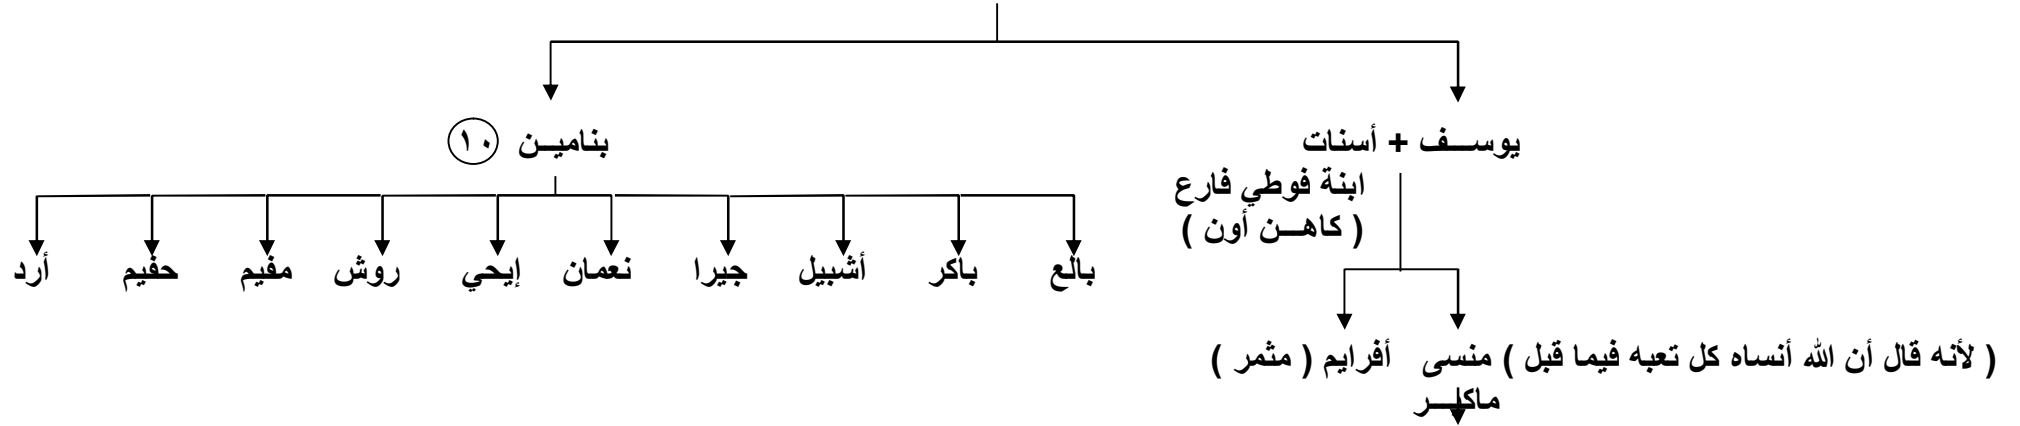 يوســف + أسنات
بناميــن ١٠
ابنة فوطي فارع
( كاهــن أون )
بالع باكر أشبيل جيرا نعمان إيحي روش مفيم حفيم أرد
( لأنه قال أن الله أنساه كل تعبه فيما قبل ) منسى أفرايم ( مثمر )
ماكيــر